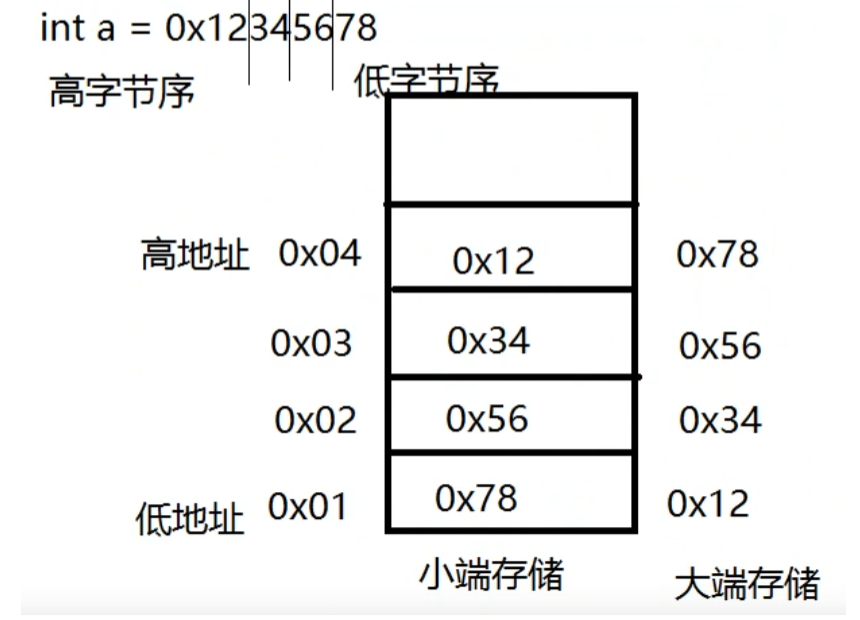 int a = 0x12345678
高字节序 低字节序
高地址 0x04 0x12 0x78
0x03 0x34 0x56
0x02 0x56 0x34
低地址 0x01 0x78 0x12
小端存储 大端存储